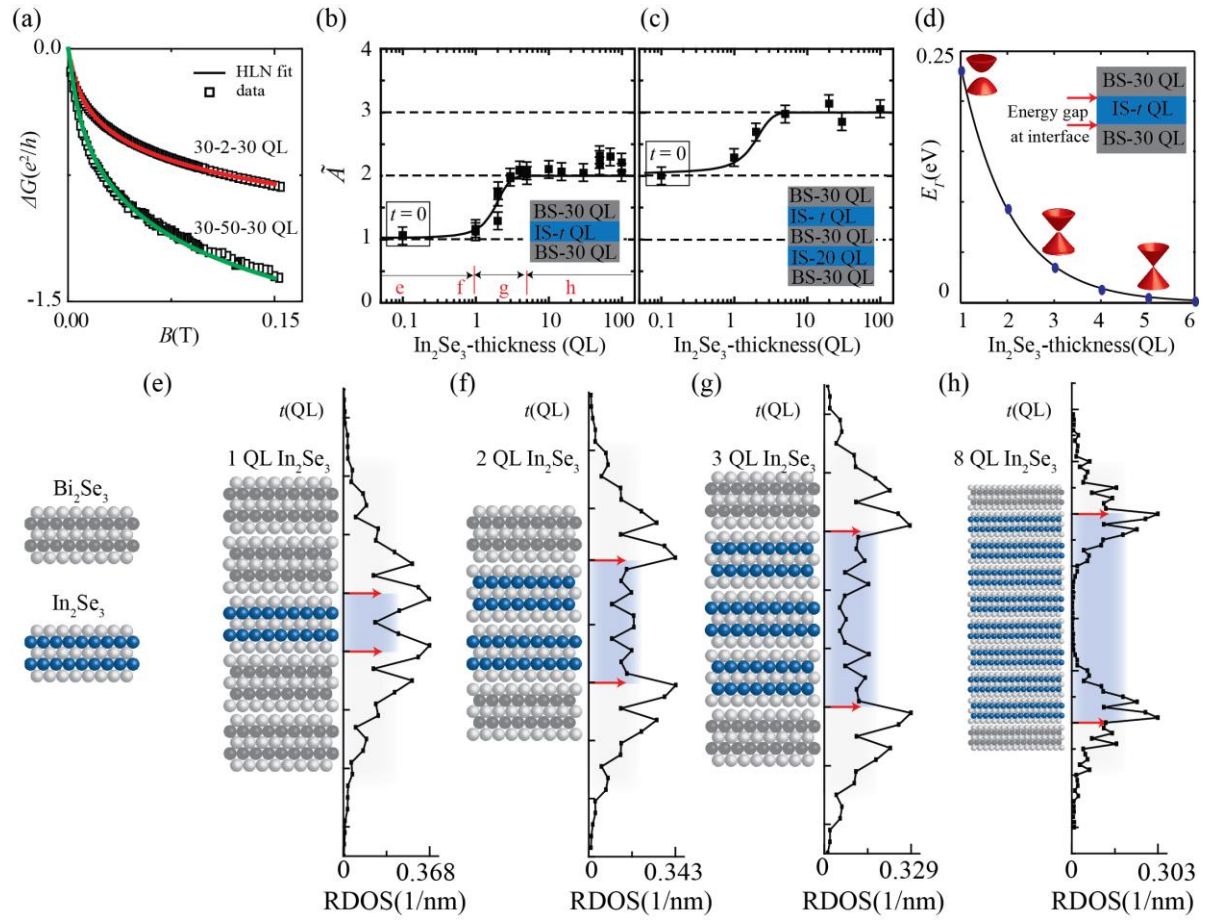 (a)
0.0
ΔG(e²/h)
-1.5
HLN fit
data
30-2-30 QL
30-50-30 QL
0.00
0.15
B(T)
(b)
Ã
4
3
2
1
0
t = 0
BS-30 QL
IS-t QL
BS-30 QL
e
f
g
h
0.1
1
10
100
In₂Se₃-thickness (QL)
(c)
t = 0
BS-30 QL
IS- t QL
BS-30 QL
IS-20 QL
BS-30 QL
0.1
1
10
100
In₂Se₃-thickness(QL)
(d)
0.25
E_T(eV)
0
Energy gap
at interface
BS-30 QL
IS-t QL
BS-30 QL
1 2 3 4 5 6
In₂Se₃-thickness(QL)
Bi₂Se₃
In₂Se₃
(e)
t(QL)
1 QL In₂Se₃
0
0.368
RDOS(1/nm)
(f)
t(QL)
2 QL In₂Se₃
0
0.343
RDOS(1/nm)
(g)
t(QL)
3 QL In₂Se₃
0
0.329
RDOS(1/nm)
(h)
t(QL)
8 QL In₂Se₃
0
0.303
RDOS(1/nm)